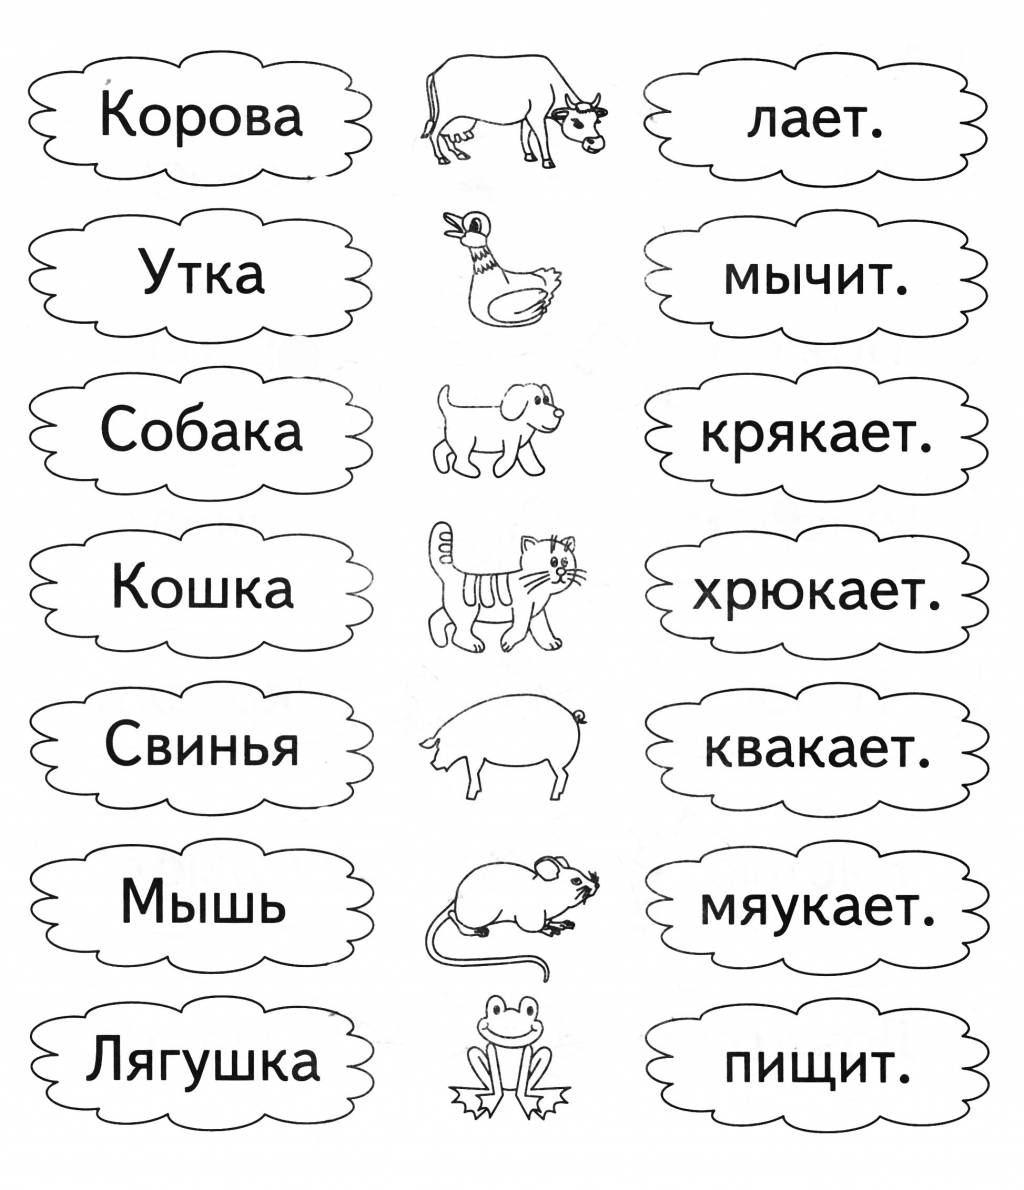 Корова лает.
Утка мычит.
Собака крякает.
Кошка хрюкает.
Свинья квакает.
Мышь мяукает.
Лягушка пищит.